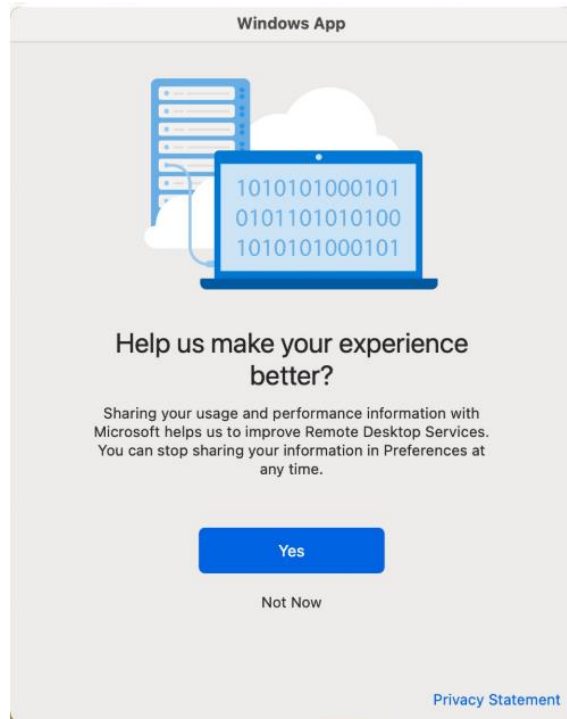 Windows App
1010101000101
0101101010100
1010101000101
Help us make your experience
better?
Sharing your usage and performance information with
Microsoft helps us to improve Remote Desktop Services.
You can stop sharing your information in Preferences at
any time.
Yes
Not Now
Privacy Statement